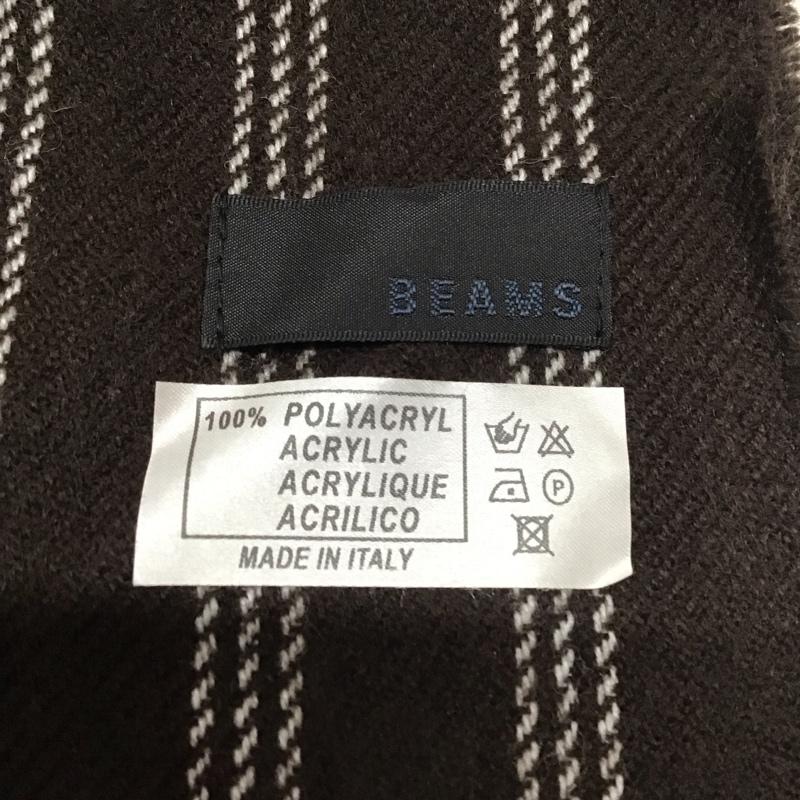 BEAMS
100% POLYACRYL
ACRYLIC
ACRYLIQUE
ACRILICO
P
MADE IN ITALY